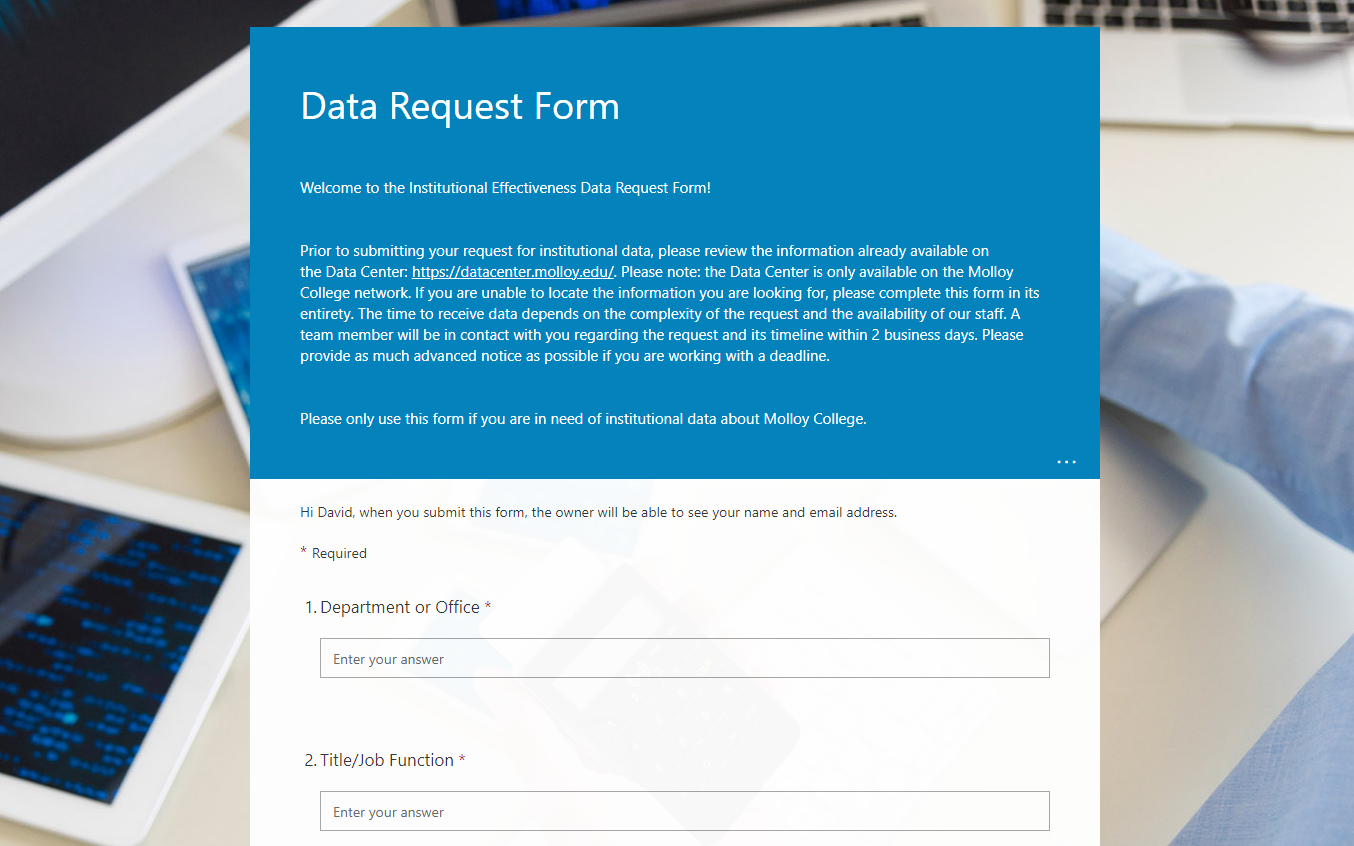 Data Request Form
Welcome to the Institutional Effectiveness Data Request Form!
Prior to submitting your request for institutional data, please review the information already available on
the Data Center: https://datacenter.molloy.edu/. Please note: the Data Center is only available on the Molloy
College network. If you are unable to locate the information you are looking for, please complete this form in its
entirety. The time to receive data depends on the complexity of the request and the availability of our staff. A
team member will be in contact with you regarding the request and its timeline within 2 business days. Please
provide as much advanced notice as possible if you are working with a deadline.
Please only use this form if you are in need of institutional data about Molloy College.
...
Hi David, when you submit this form, the owner will be able to see your name and email address.
* Required
1. Department or Office *
Enter your answer
2. Title/Job Function *
Enter your answer